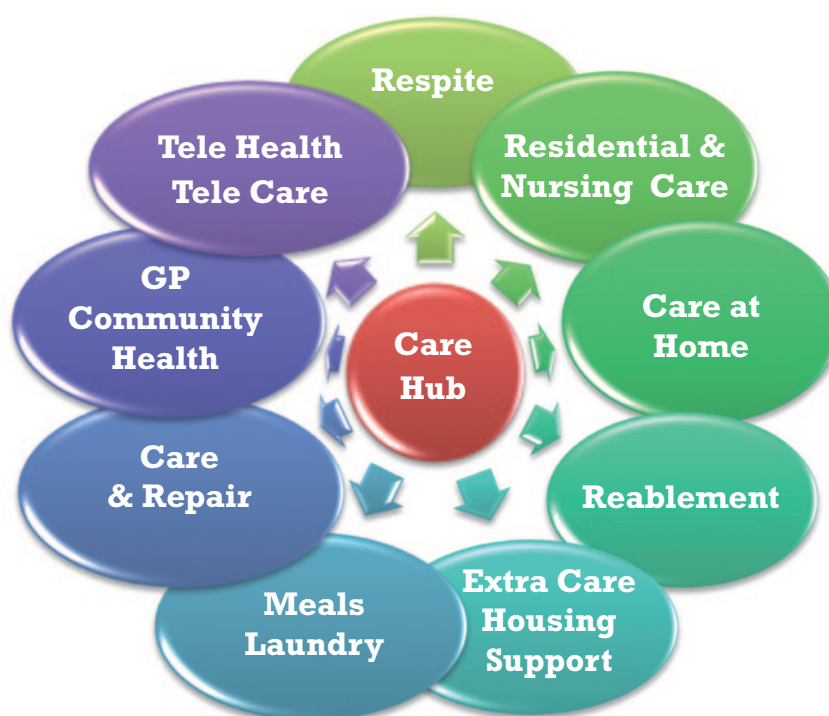 Respite
Residential &
Nursing Care
Care at
Home
Reablement
Extra Care
Housing
Support
Meals
Laundry
Care
& Repair
GP
Community
Health
Tele Health
Tele Care
Care
Hub